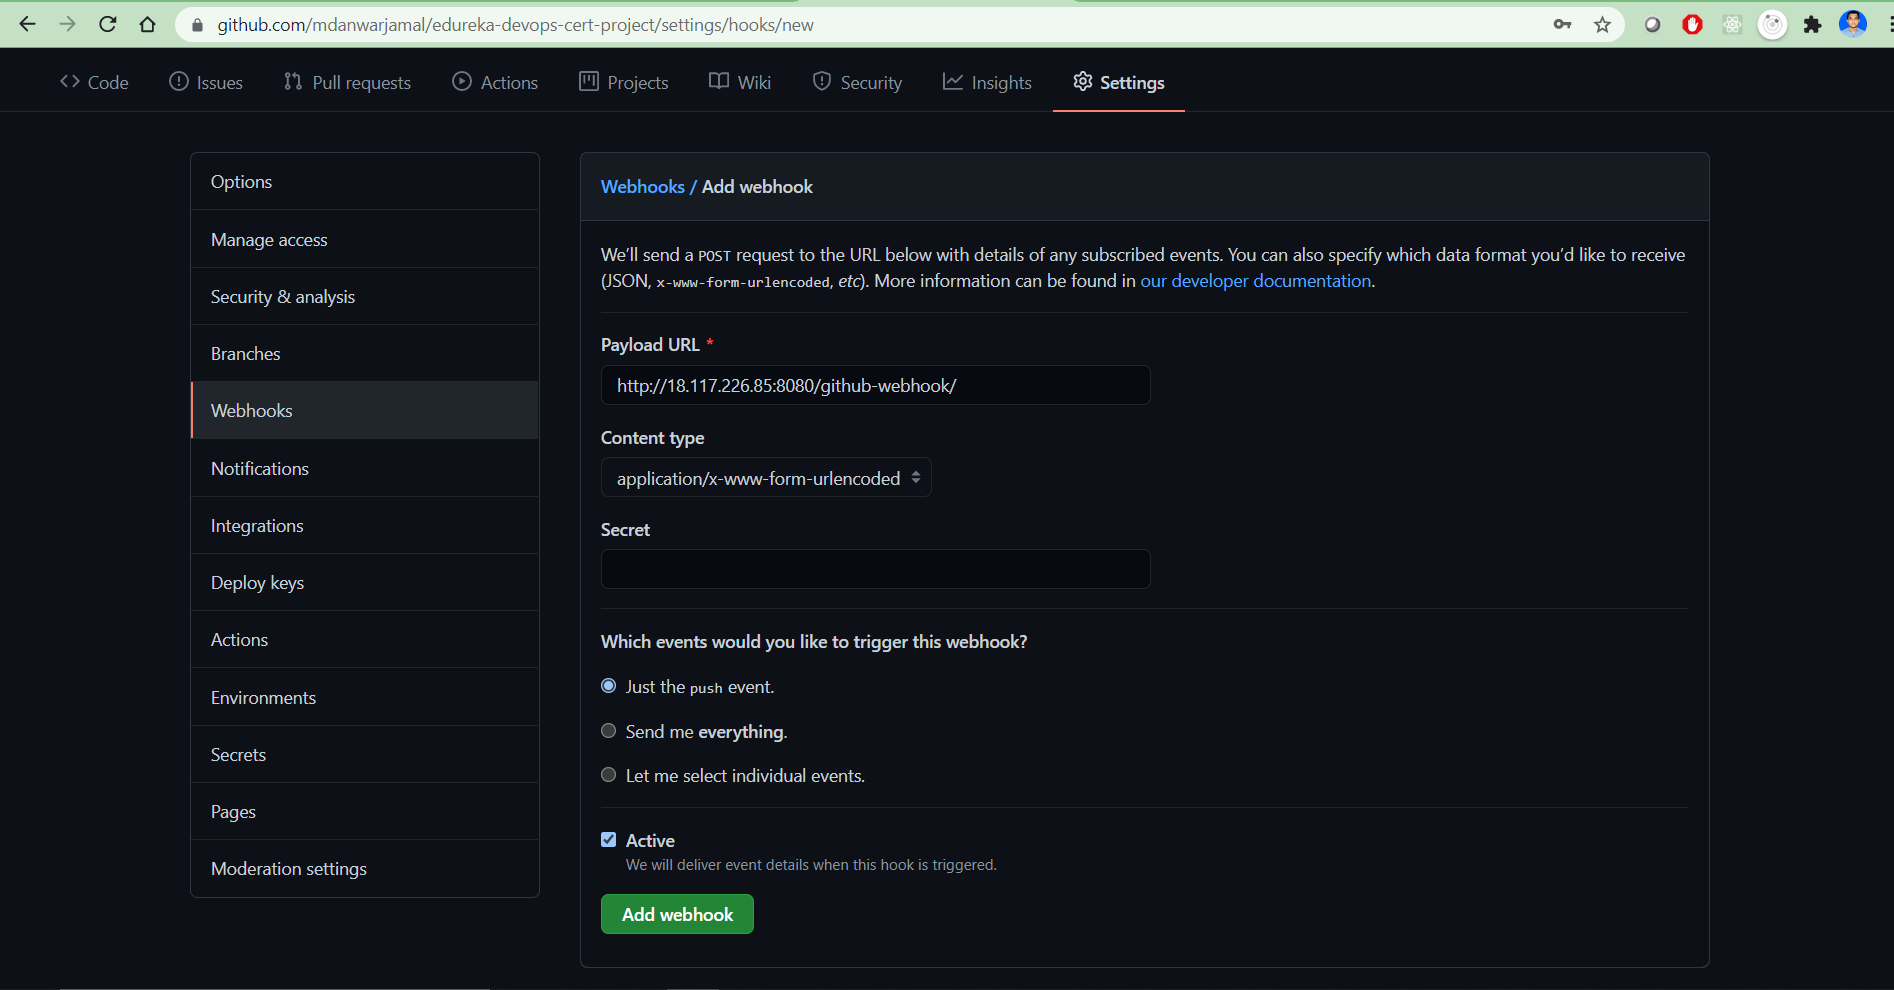 github.com/mdanwarjamal/edureka-devops-cert-project/settings/hooks/new
Code Issues Pull requests Actions Projects Wiki Security Insights Settings
Options
Manage access
Security & analysis
Branches
Webhooks
Notifications
Integrations
Deploy keys
Actions
Environments
Secrets
Pages
Moderation settings
Webhooks / Add webhook
We'll send a POST request to the URL below with details of any subscribed events. You can also specify which data format you'd like to receive
(JSON, x-www-form-urlencoded, etc). More information can be found in our developer documentation.
Payload URL *
http://18.117.226.85:8080/github-webhook/
Content type
application/x-www-form-urlencoded
Secret
Which events would you like to trigger this webhook?
Just the push event.
Send me everything.
Let me select individual events.
Active
We will deliver event details when this hook is triggered.
Add webhook